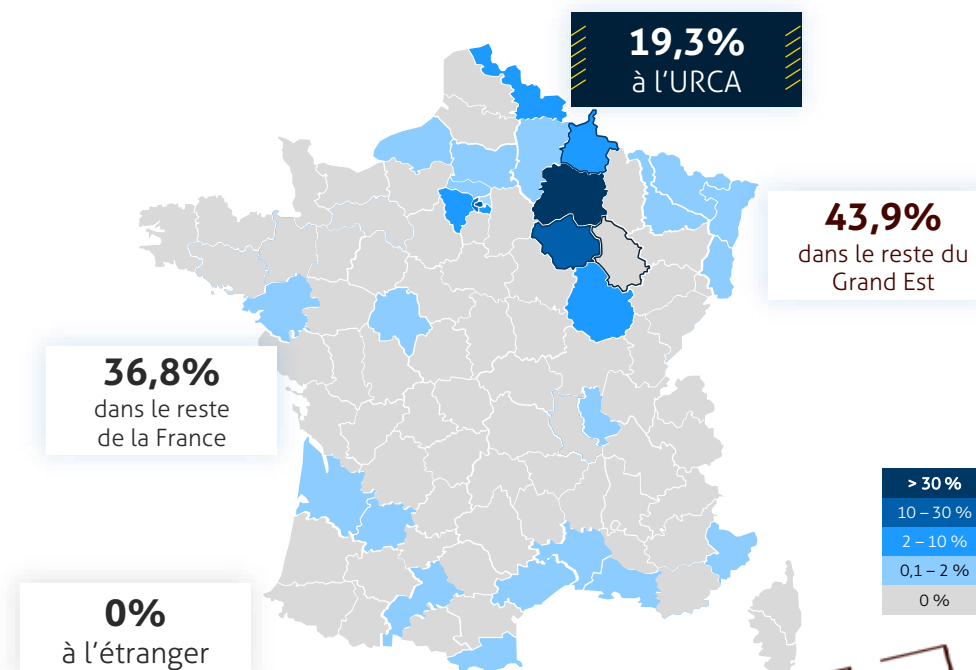 19,3%
à l'URCA
43,9%
dans le reste du
Grand Est
36,8%
dans le reste
de la France
> 30 %
10 – 30 %
2 – 10 %
0,1 – 2 %
0 %
0%
à l'étranger